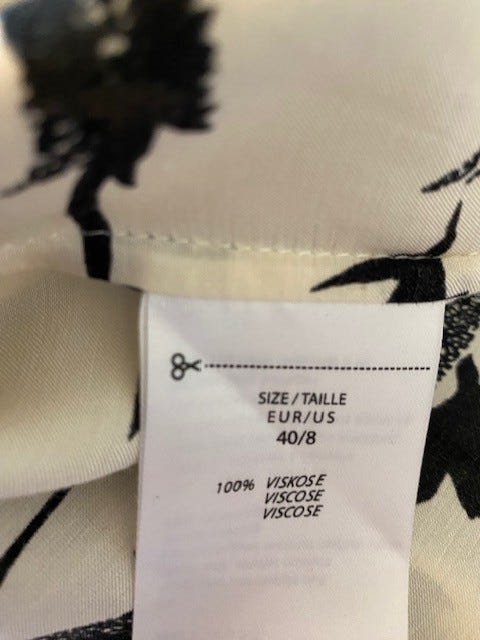 SIZE / TAILLE
EUR/US
40/8
100% VISKOSE
VISCOSE
VISCOSE